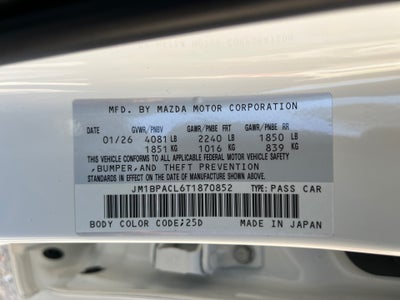 MFD. BY MAZDA MOTOR CORPORATION
GVWR/PNBV GAWR/PNBE FRT GAWR/PNBE RR
01/26 4081 LB 2240 LB 1850 LB
1851 KG 1016 KG 839 KG
THIS VEHICLE CONFORMS TO ALL APPLICABLE FEDERAL MOTOR VEHICLE SAFETY
,BUMPER,AND THEFT PREVENTION
STANDARDS IN EFFECT ON THE DATE OF MANUFACTURE SHOWN ABOVE.
JM1BPACL6T1870852 TYPE:PASS CAR
BODY COLOR CODE;25D MADE IN JAPAN